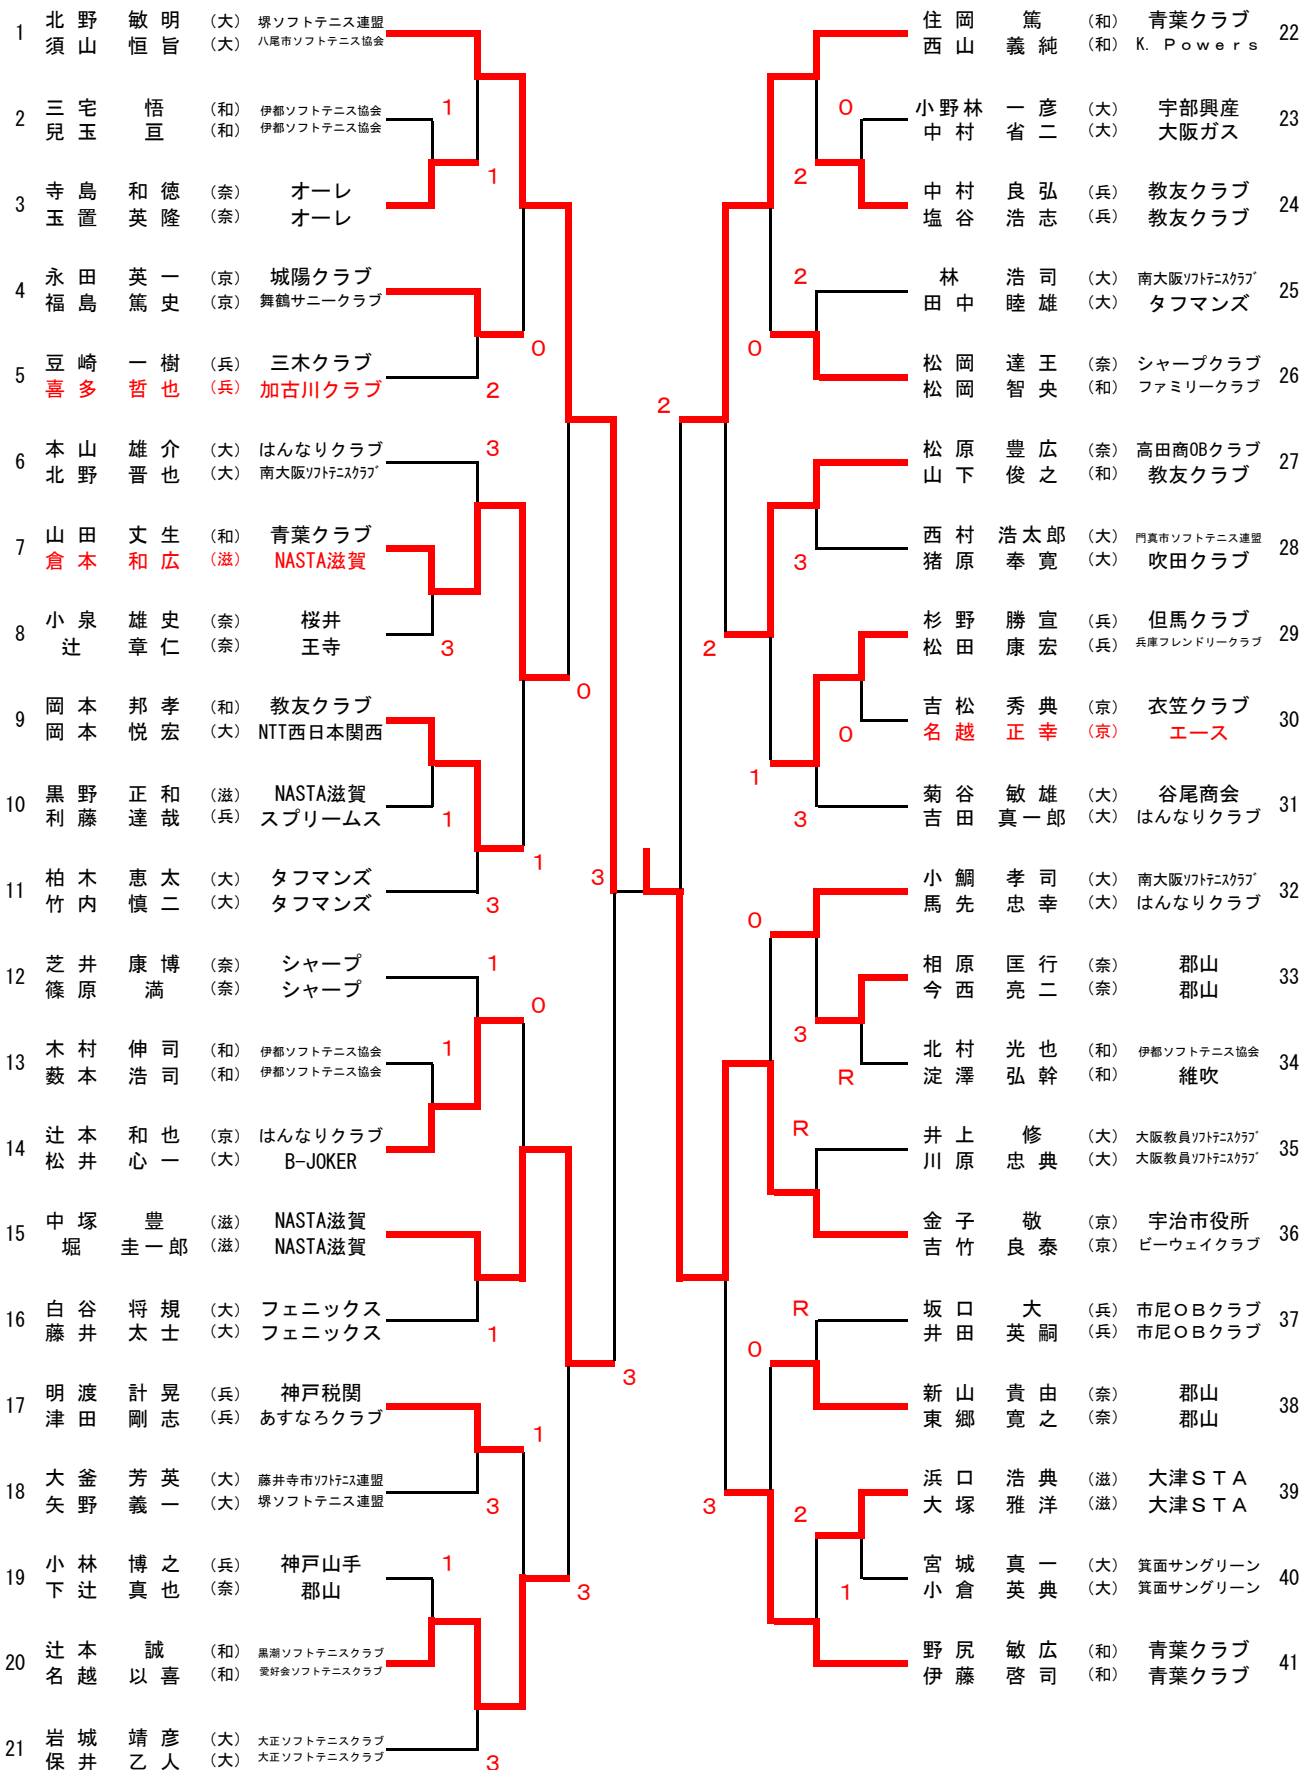 1 北野 敏明 (大) 堺ソフトテニス連盟
須山 恒旨 (大) 八尾市ソフトテニス協会
1
2 三宅 悟 (和) 伊都ソフトテニス協会
兒玉 亘 (和) 伊都ソフトテニス協会
1
3 寺島 和徳 (奈) オーレ
玉置 英隆 (奈) オーレ
4 永田 英一 (京) 城陽クラブ
福島 篤史 (京) 舞鶴サニークラブ
0
5 豆崎 一樹 (兵) 三木クラブ
喜多 哲也 (兵) 加古川クラブ
2
3
6 本山 雄介 (大) はんなりクラブ
北野 晋也 (大) 南大阪ソフトテニスクラブ
7 山田 丈生 (和) 青葉クラブ
倉本 和広 (滋) NASTA滋賀
8 小泉 雄史 (奈) 桜井
辻 章仁 (奈) 王寺
3
0
9 岡本 邦孝 (和) 教友クラブ
岡本 悦宏 (大) NTT西日本関西
10 黒野 正和 (滋) NASTA滋賀
利藤 達哉 (兵) スプリームス
1
1
11 柏木 恵太 (大) タフマンズ
竹内 慎二 (大) タフマンズ
3
3
12 芝井 康博 (奈) シャープ
篠原 満 (奈) シャープ
1
0
13 木村 伸司 (和) 伊都ソフトテニス協会
薮本 浩司 (和) 伊都ソフトテニス協会
1
14 辻本 和也 (京) はんなりクラブ
松井 心一 (大) B-JOKER
15 中塚 豊 (滋) NASTA滋賀
堀 圭一郎 (滋) NASTA滋賀
16 白谷 将規 (大) フェニックス
藤井 太士 (大) フェニックス
1
3
17 明渡 計晃 (兵) 神戸税関
津田 剛志 (兵) あすなろクラブ
1
18 大釜 芳英 (大) 藤井寺市ソフトテニス連盟
矢野 義一 (大) 堺ソフトテニス連盟
3
19 小林 博之 (兵) 神戸山手
下辻 真也 (奈) 郡山
1
3
20 辻本 誠 (和) 黒潮ソフトテニスクラブ
名越 以喜 (和) 愛好会ソフトテニスクラブ
21 岩城 靖彦 (大) 大正ソフトテニスクラブ
保井 乙人 (大) 大正ソフトテニスクラブ
3
住岡 篤 (和) 青葉クラブ 22
西山 義純 (和) K. Powers
0
小野林 一彦 (大) 宇部興産 23
中村 省二 (大) 大阪ガス
2
中村 良弘 (兵) 教友クラブ 24
塩谷 浩志 (兵) 教友クラブ
2
林 浩司 (大) 南大阪ソフトテニスクラブ 25
田中 睦雄 (大) タフマンズ
0
松岡 達王 (奈) シャープクラブ 26
松岡 智央 (和) ファミリークラブ
2
松原 豊広 (奈) 高田商OBクラブ 27
山下 俊之 (和) 教友クラブ
西村 浩太郎 (大) 門真市ソフトテニス連盟 28
猪原 奉寛 (大) 吹田クラブ
3
杉野 勝宣 (兵) 但馬クラブ 29
松田 康宏 (兵) 兵庫フレンドリークラブ
2
吉松 秀典 (京) 衣笠クラブ 30
名越 正幸 (京) エース
0
1
菊谷 敏雄 (大) 谷尾商会 31
吉田 真一郎 (大) はんなりクラブ
3
小鯛 孝司 (大) 南大阪ソフトテニスクラブ 32
馬先 忠幸 (大) はんなりクラブ
0
相原 匡行 (奈) 郡山 33
今西 亮二 (奈) 郡山
3
北村 光也 (和) 伊都ソフトテニス協会 34
淀澤 弘幹 (和) 維吹
R
R
井上 修 (大) 大阪教員ソフトテニスクラブ 35
川原 忠典 (大) 大阪教員ソフトテニスクラブ
金子 敬 (京) 宇治市役所 36
吉竹 良泰 (京) ビーウェイクラブ
R
坂口 大 (兵) 市尼OBクラブ 37
井田 英嗣 (兵) 市尼OBクラブ
0
新山 貴由 (奈) 郡山 38
東郷 寛之 (奈) 郡山
浜口 浩典 (滋) 大津STA 39
大塚 雅洋 (滋) 大津STA
3
2
宮城 真一 (大) 箕面サングリーン 40
小倉 英典 (大) 箕面サングリーン
1
野尻 敏広 (和) 青葉クラブ 41
伊藤 啓司 (和) 青葉クラブ